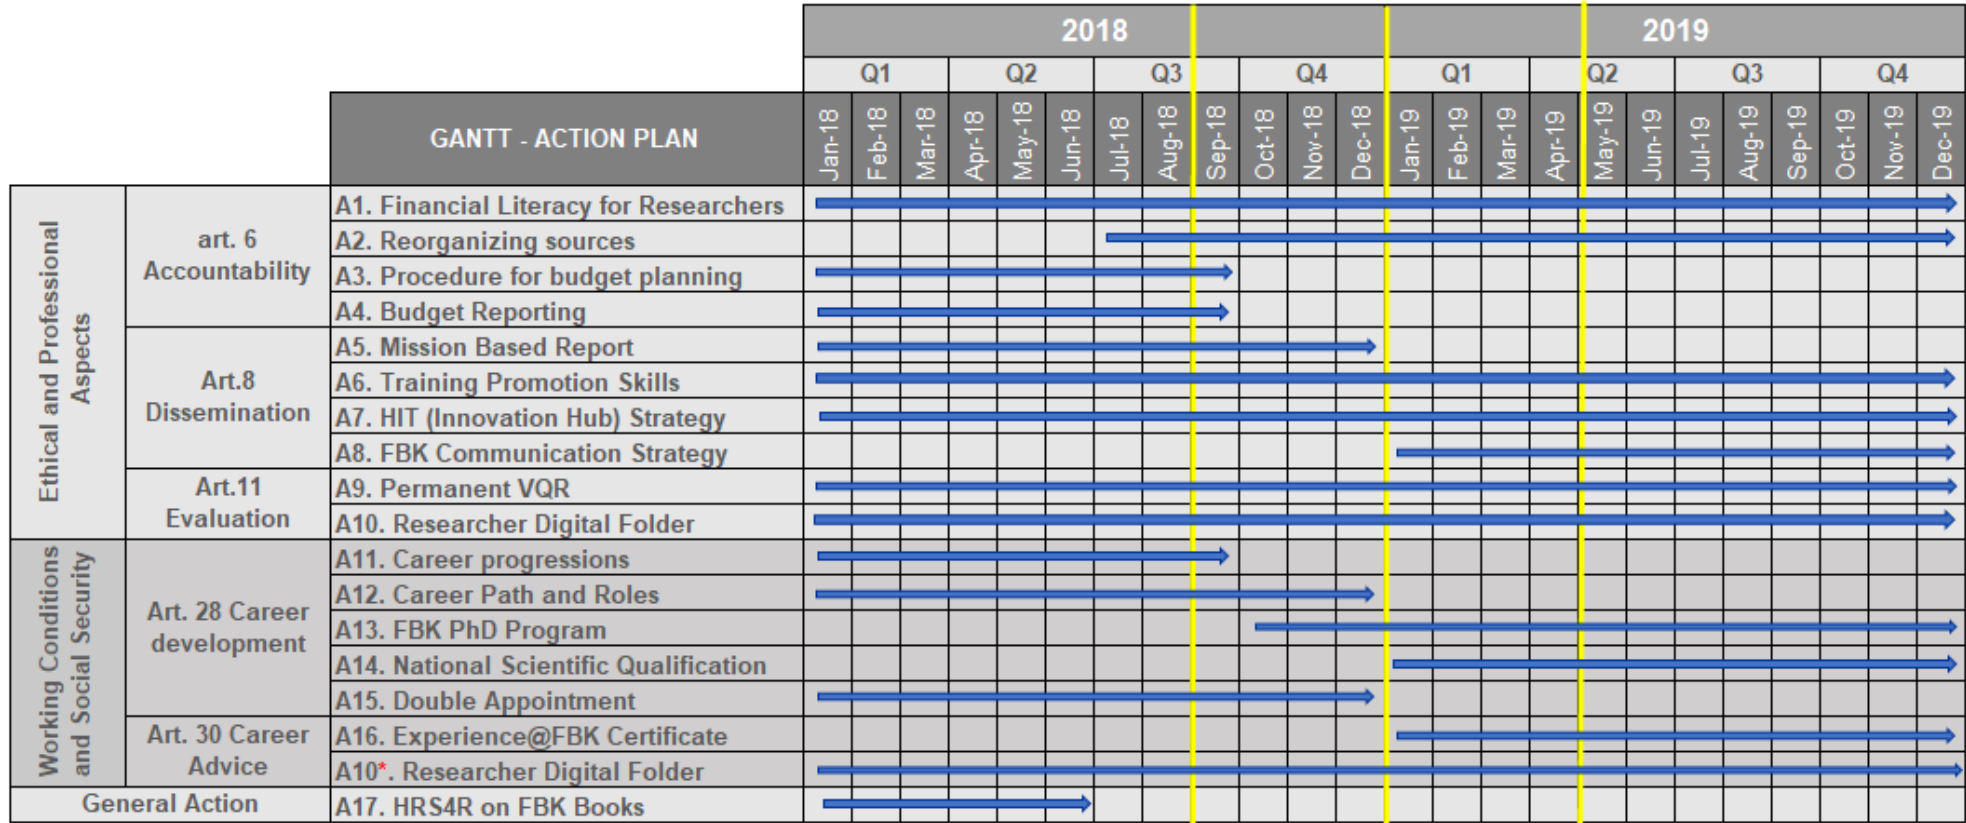 2018 2019
Q1 Q2 Q3 Q4 Q1 Q2 Q3 Q4
GANTT - ACTION PLAN
Jan-18 Feb-18 Mar-18 Apr-18 May-18 Jun-18 Jul-18 Aug-18 Sep-18 Oct-18 Nov-18 Dec-18 Jan-19 Feb-19 Mar-19 Apr-19 May-19 Jun-19 Jul-19 Aug-19 Sep-19 Oct-19 Nov-19 Dec-19
Ethical and Professional
Aspects
art. 6
Accountability
A1. Financial Literacy for Researchers
A2. Reorganizing sources
A3. Procedure for budget planning
A4. Budget Reporting
Art.8
Dissemination
A5. Mission Based Report
A6. Training Promotion Skills
A7. HIT (Innovation Hub) Strategy
A8. FBK Communication Strategy
Art.11
Evaluation
A9. Permanent VQR
A10. Researcher Digital Folder
Working Conditions
and Social Security
Art. 28 Career
development
A11. Career progressions
A12. Career Path and Roles
A13. FBK PhD Program
A14. National Scientific Qualification
A15. Double Appointment
Art. 30 Career
Advice
A16. Experience@FBK Certificate
A10*. Researcher Digital Folder
General Action
A17. HRS4R on FBK Books